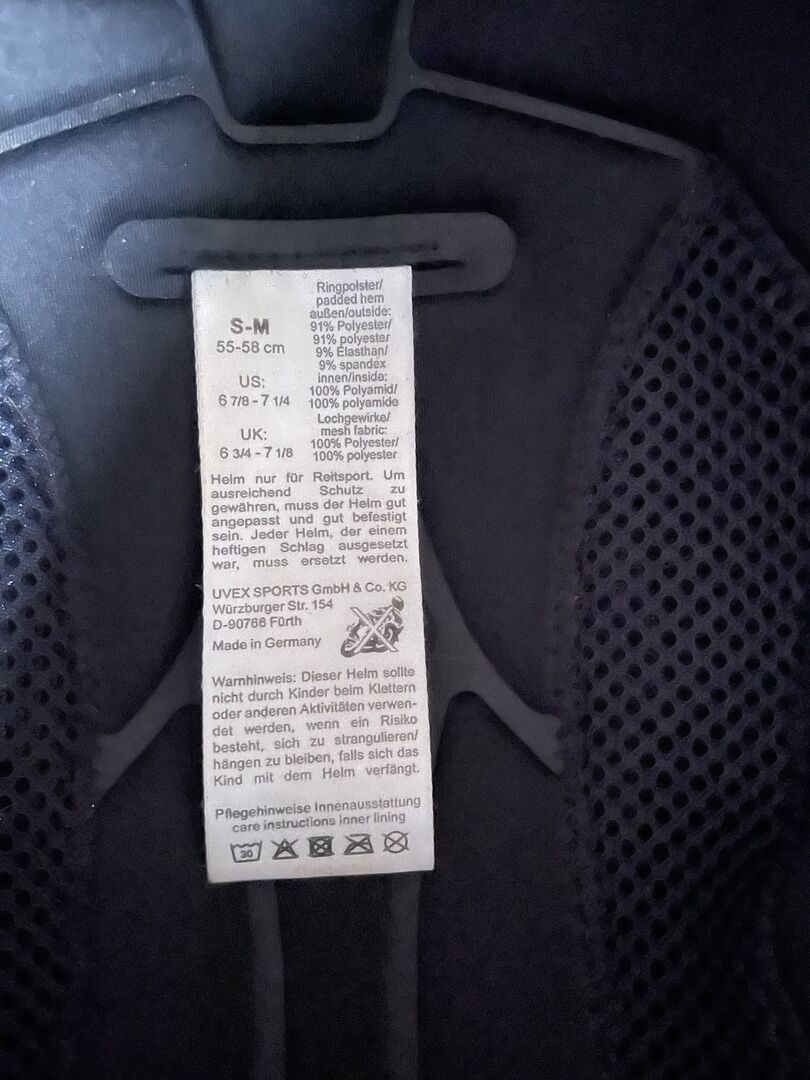 S-M
55-58 cm
US:
6 7/8 - 7 1/4
UK:
6 3/4 - 7 1/8
Ringpolster/
padded hem
außen/outside:
91% Polyester/
91% polyester
9% Elasthan/
9% spandex
innen/inside:
100% Polyamid/
100% polyamide
Lochgewirke/
mesh fabric:
100% Polyester/
100% polyester
Helm nur für Reitsport. Um
ausreichend Schutz zu
gewähren, muss der Helm gut
angepasst und gut befestigt
sein. Jeder Helm, der einem
heftigen Schlag ausgesetzt
war, muss ersetzt werden.
UVEX SPORTS GmbH & Co. KG
Würzburger Str. 154
D-90766 Fürth
Made in Germany
Warnhinweis: Dieser Helm sollte
nicht durch Kinder beim Klettern
oder anderen Aktivitäten verwen-
det werden, wenn ein Risiko
besteht, sich zu strangulieren/
hängen zu bleiben, falls sich das
Kind mit dem Helm verfängt.
Pflegehinweise Innenausstattung
care instructions inner lining
30